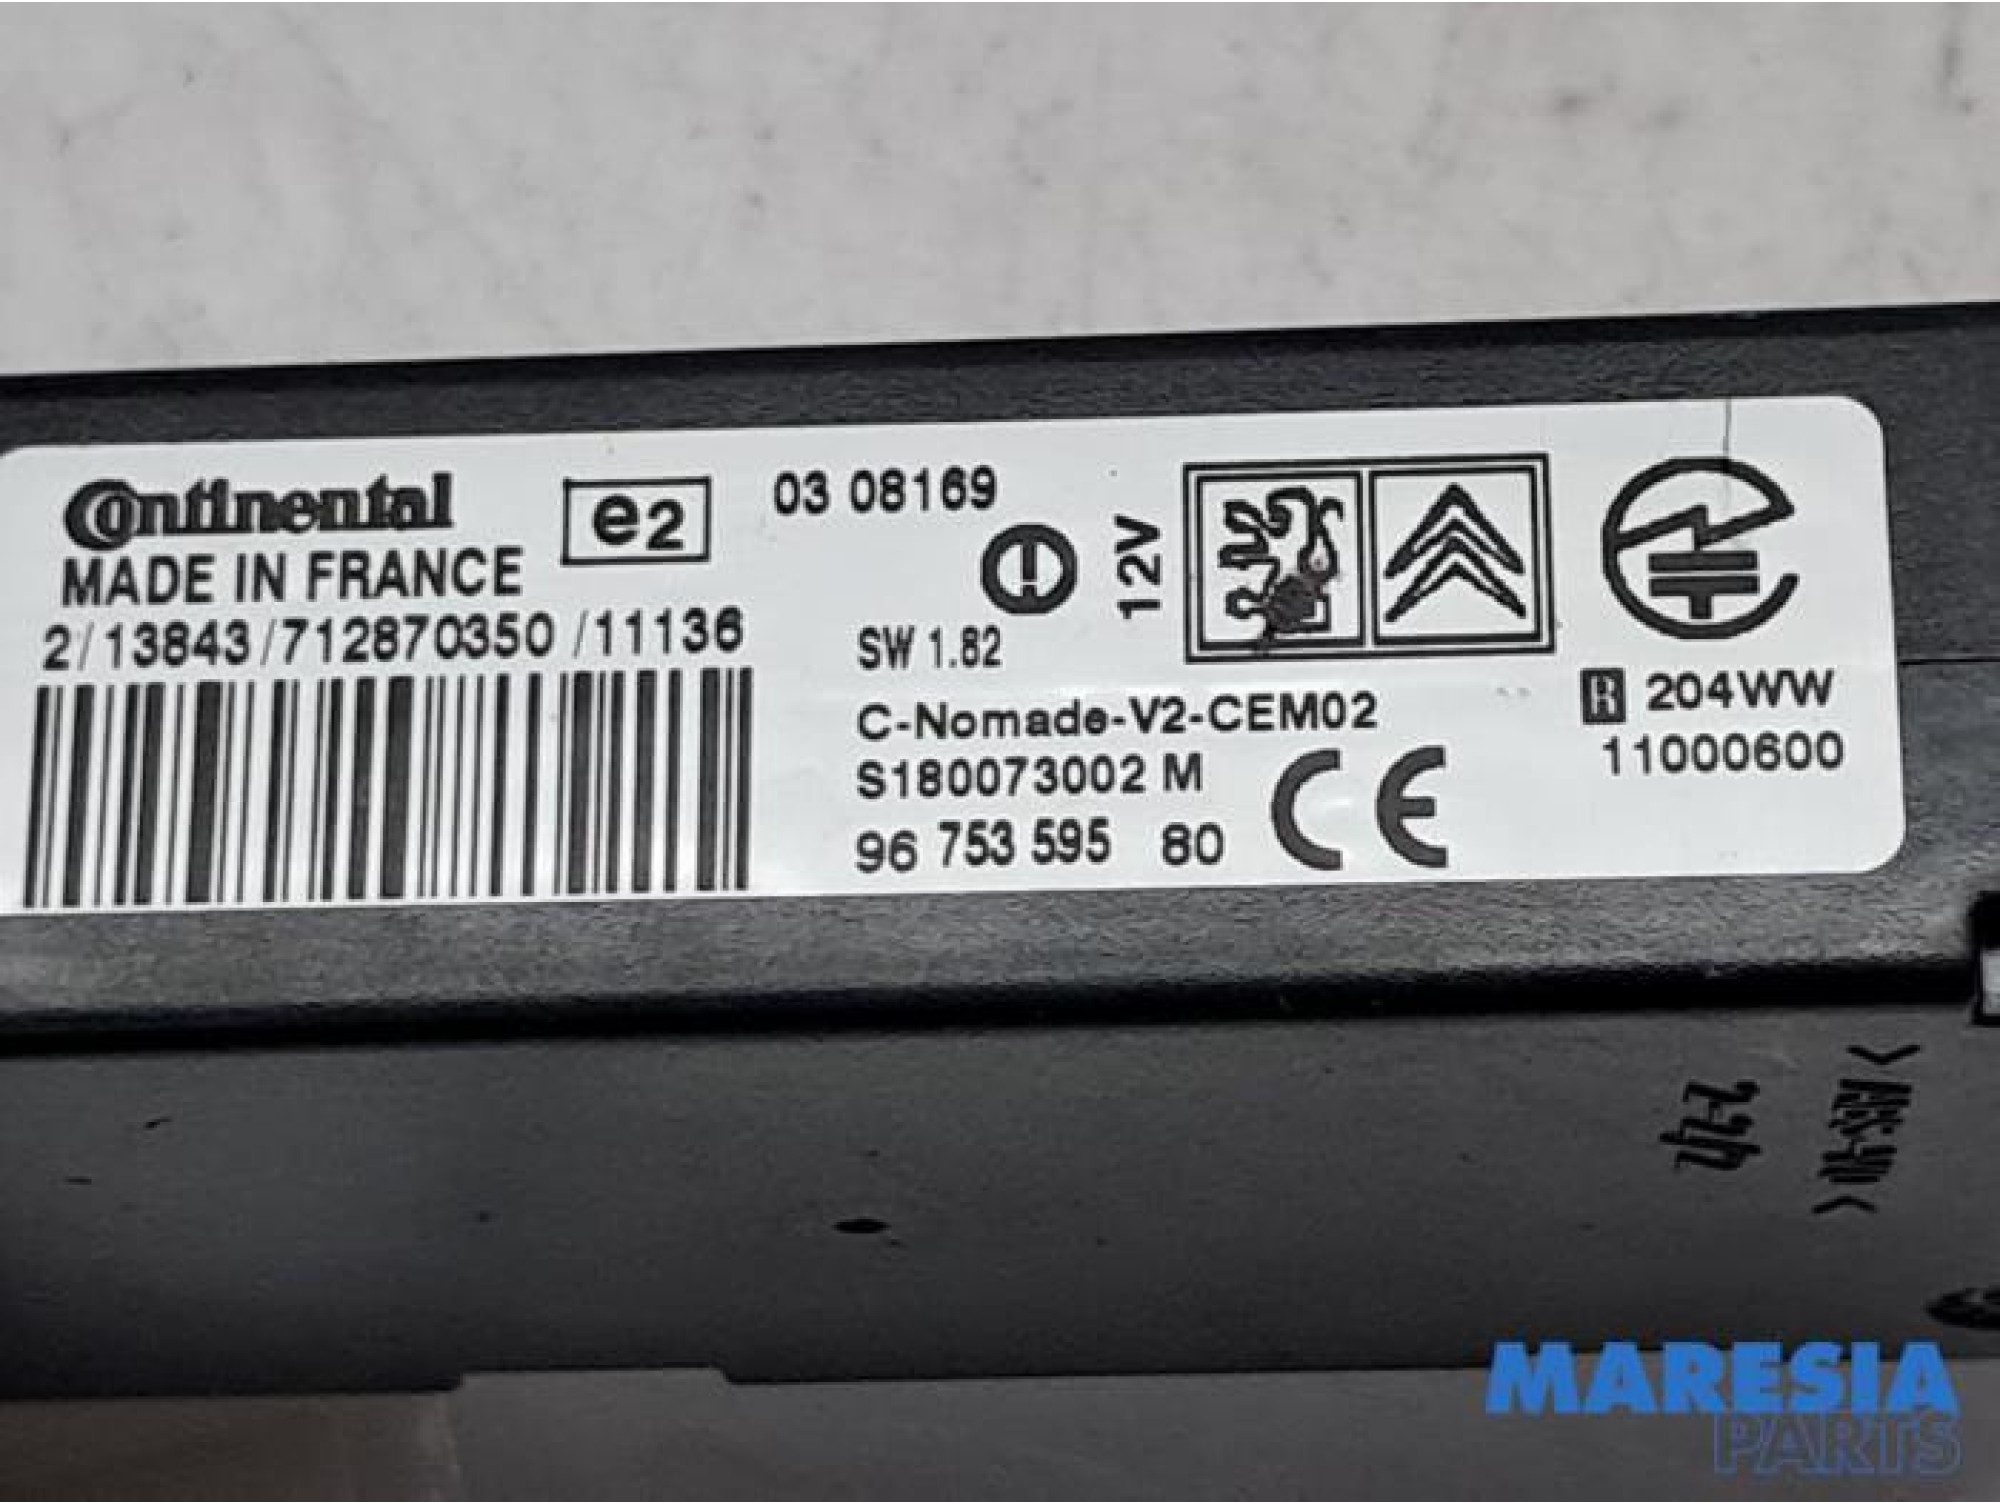 Continental
MADE IN FRANCE
e2
03 08169
2/13843/712870350/11136
SW 1.82
12V
C-Nomade-V2-CEM02
S180073002 M
96 753 595 80
CE
R 204WW
11000600
MARESIA
PARTS